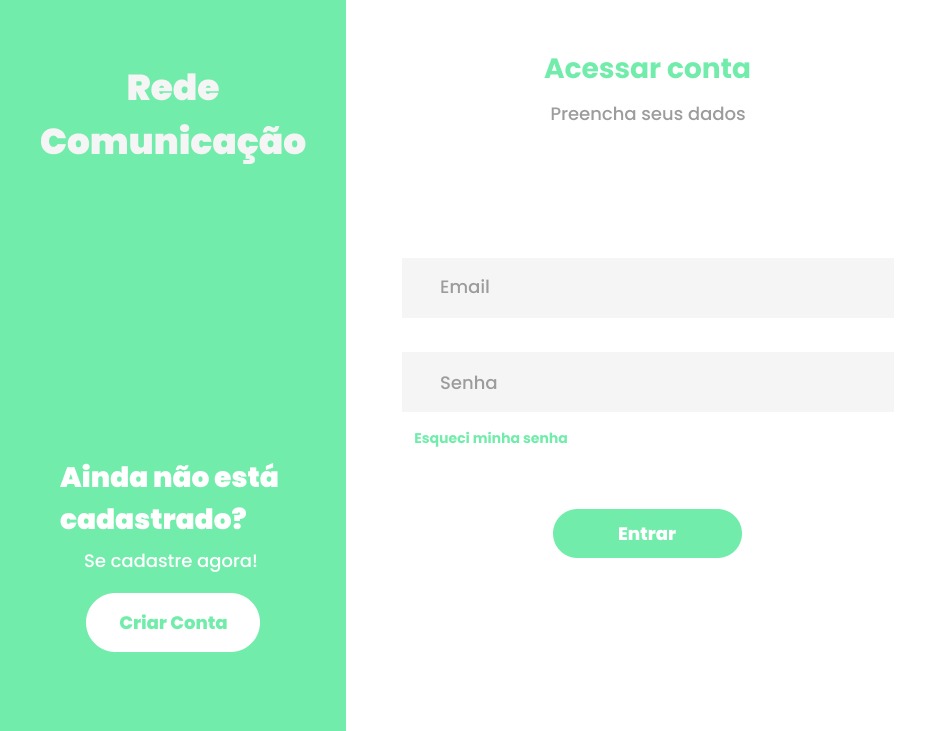 Rede
Comunicação
Ainda não está
cadastrado?
Se cadastre agora!
Criar Conta
Acessar conta
Preencha seus dados
Email
Senha
Esqueci minha senha
Entrar